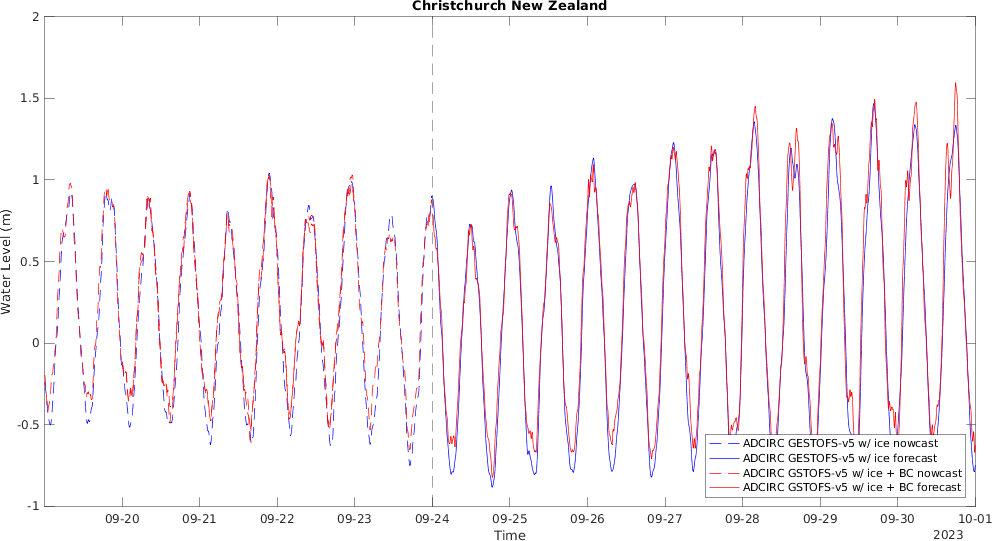 Christchurch New Zealand
2
1.5
1
0.5
0
-0.5
-1
Water Level (m)
ADCIRC GESTOFS-v5 w/ ice nowcast
ADCIRC GESTOFS-v5 w/ ice forecast
ADCIRC GSTOFS-v5 w/ ice + BC nowcast
ADCIRC GSTOFS-v5 w/ ice + BC forecast
09-20 09-21 09-22 09-23 09-24 09-25 09-26 09-27 09-28 09-29 09-30 10-01
Time
2023